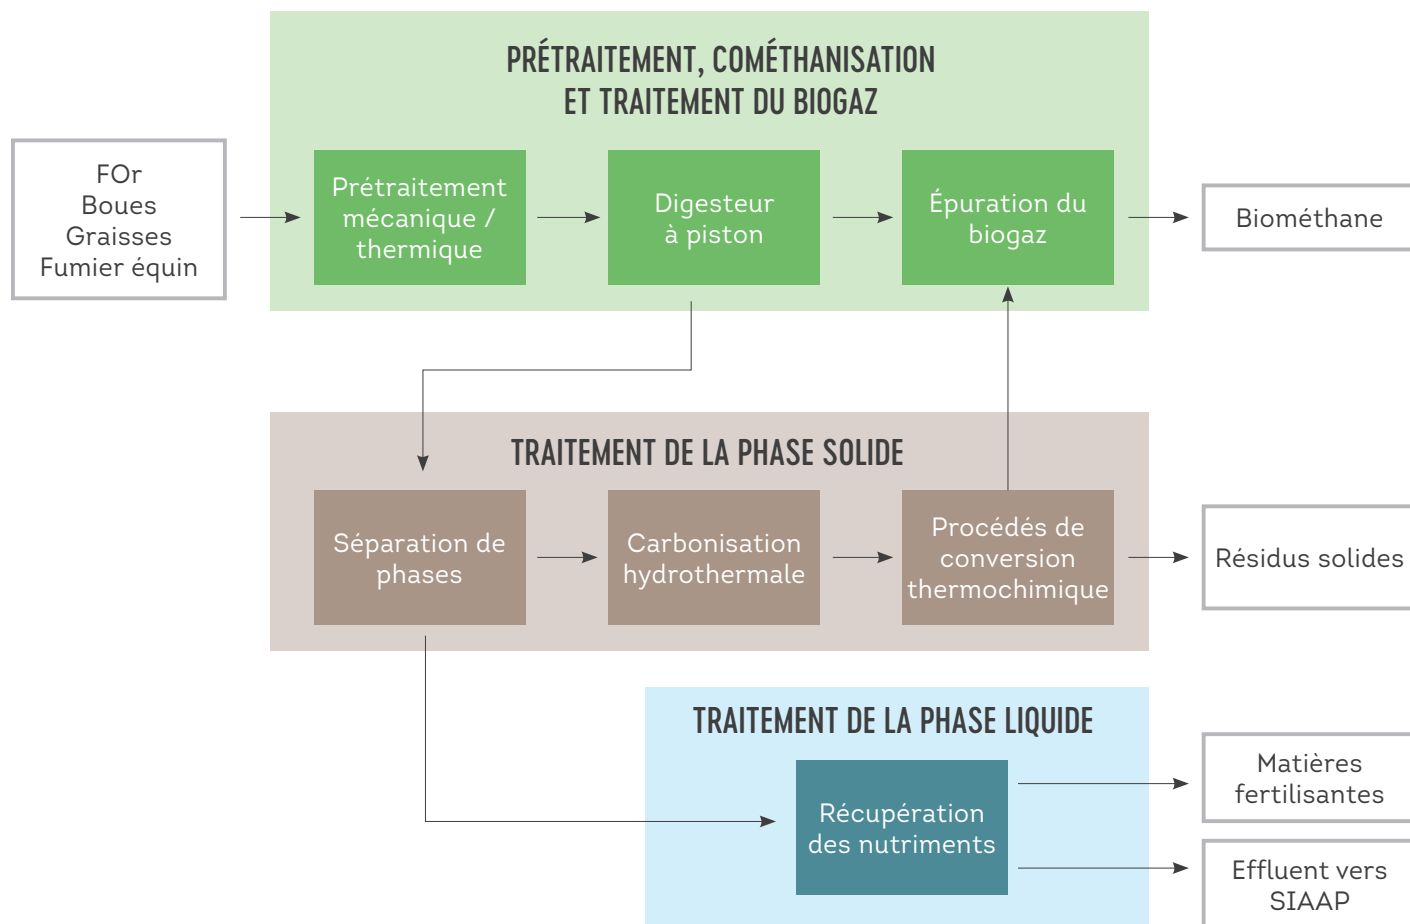 PRÉTRAITEMENT, COMÉTHANISATION
ET TRAITEMENT DU BIOGAZ
FOr
Boues
Graisses
Fumier équin
Prétraitement
mécanique /
thermique
Digesteur
à piston
Épuration du
biogaz
Biométhane
TRAITEMENT DE LA PHASE SOLIDE
Séparation de
phases
Carbonisation
hydrothermale
Procédés de
conversion
thermochimique
Résidus solides
TRAITEMENT DE LA PHASE LIQUIDE
Récupération
des nutriments
Matières
fertilisantes
Effluent vers
SIAAP